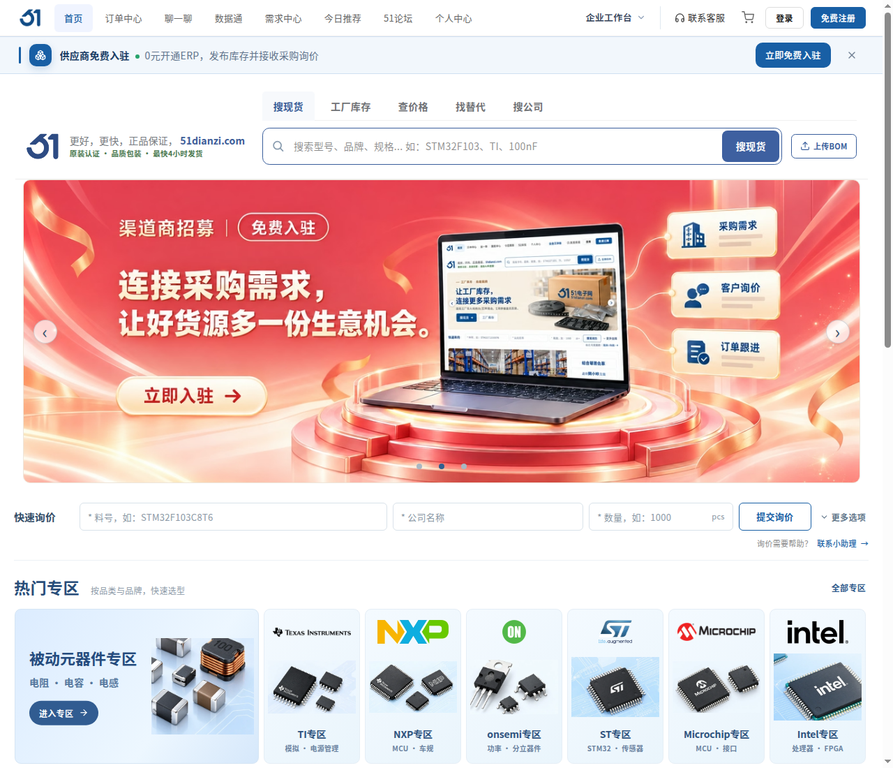 51 首页 订单中心 聊一聊 数据通 需求中心 今日推荐 51论坛 个人中心 企业工作台 联系客服 登录 免费注册
供应商免费入驻 0元开通ERP，发布库存并接收采购询价 立即免费入驻
搜现货 工厂库存 查价格 找替代 搜公司
51 更好，更快，正品保证， 51dianzi.com
原装认证 • 品质包装 • 最快4小时发货
搜索型号、品牌、规格... 如：STM32F103、TI、100nF 搜现货 上传BOM
渠道商招募 免费入驻
连接采购需求，
让好货源多一份生意机会。
立即入驻 →
让工厂库存，
连接更多采购需求
51电子网
采购需求
客户询价
订单跟进
快速询价 * 料号，如：STM32F103C8T6 * 公司名称 * 数量，如：1000 pcs 提交询价 更多选项
询价需要帮助？ 联系小助理 →
热门专区 按品类与品牌，快速选型 全部专区
被动元器件专区
电阻 • 电容 • 电感
进入专区 →
100
TEXAS INSTRUMENTS
TI专区
模拟 • 电源管理
NXP
NXP专区
MCU • 车规
ON
onsemi专区
功率 • 分立器件
ST
life.augmented
ST
ST专区
STM32 • 传感器
MICROCHIP
MICROCHIP
Microchip专区
MCU • 接口
intel.
intel
Intel专区
处理器 • FPGA